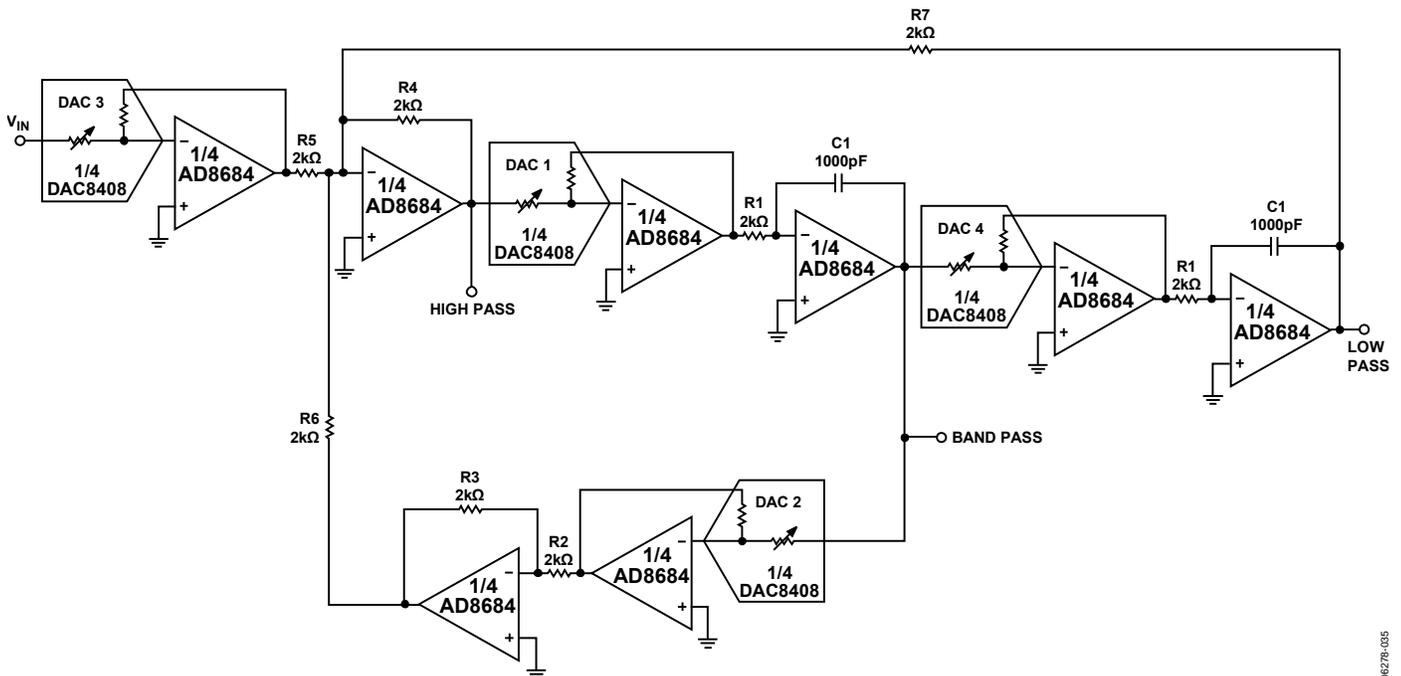 R7
2kΩ
DAC 3
VIN
1/4
DAC8408
−
+
1/4
AD8684
R5
2kΩ
R4
2kΩ
−
+
1/4
AD8684
HIGH PASS
DAC 1
1/4
DAC8408
−
+
1/4
AD8684
R1
2kΩ
C1
1000pF
−
+
1/4
AD8684
DAC 4
1/4
DAC8408
−
+
1/4
AD8684
R1
2kΩ
C1
1000pF
−
+
1/4
AD8684
LOW
PASS
R6
2kΩ
BAND PASS
R3
2kΩ
−
+
1/4
AD8684
R2
2kΩ
−
+
1/4
AD8684
DAC 2
1/4
DAC8408
06278-035